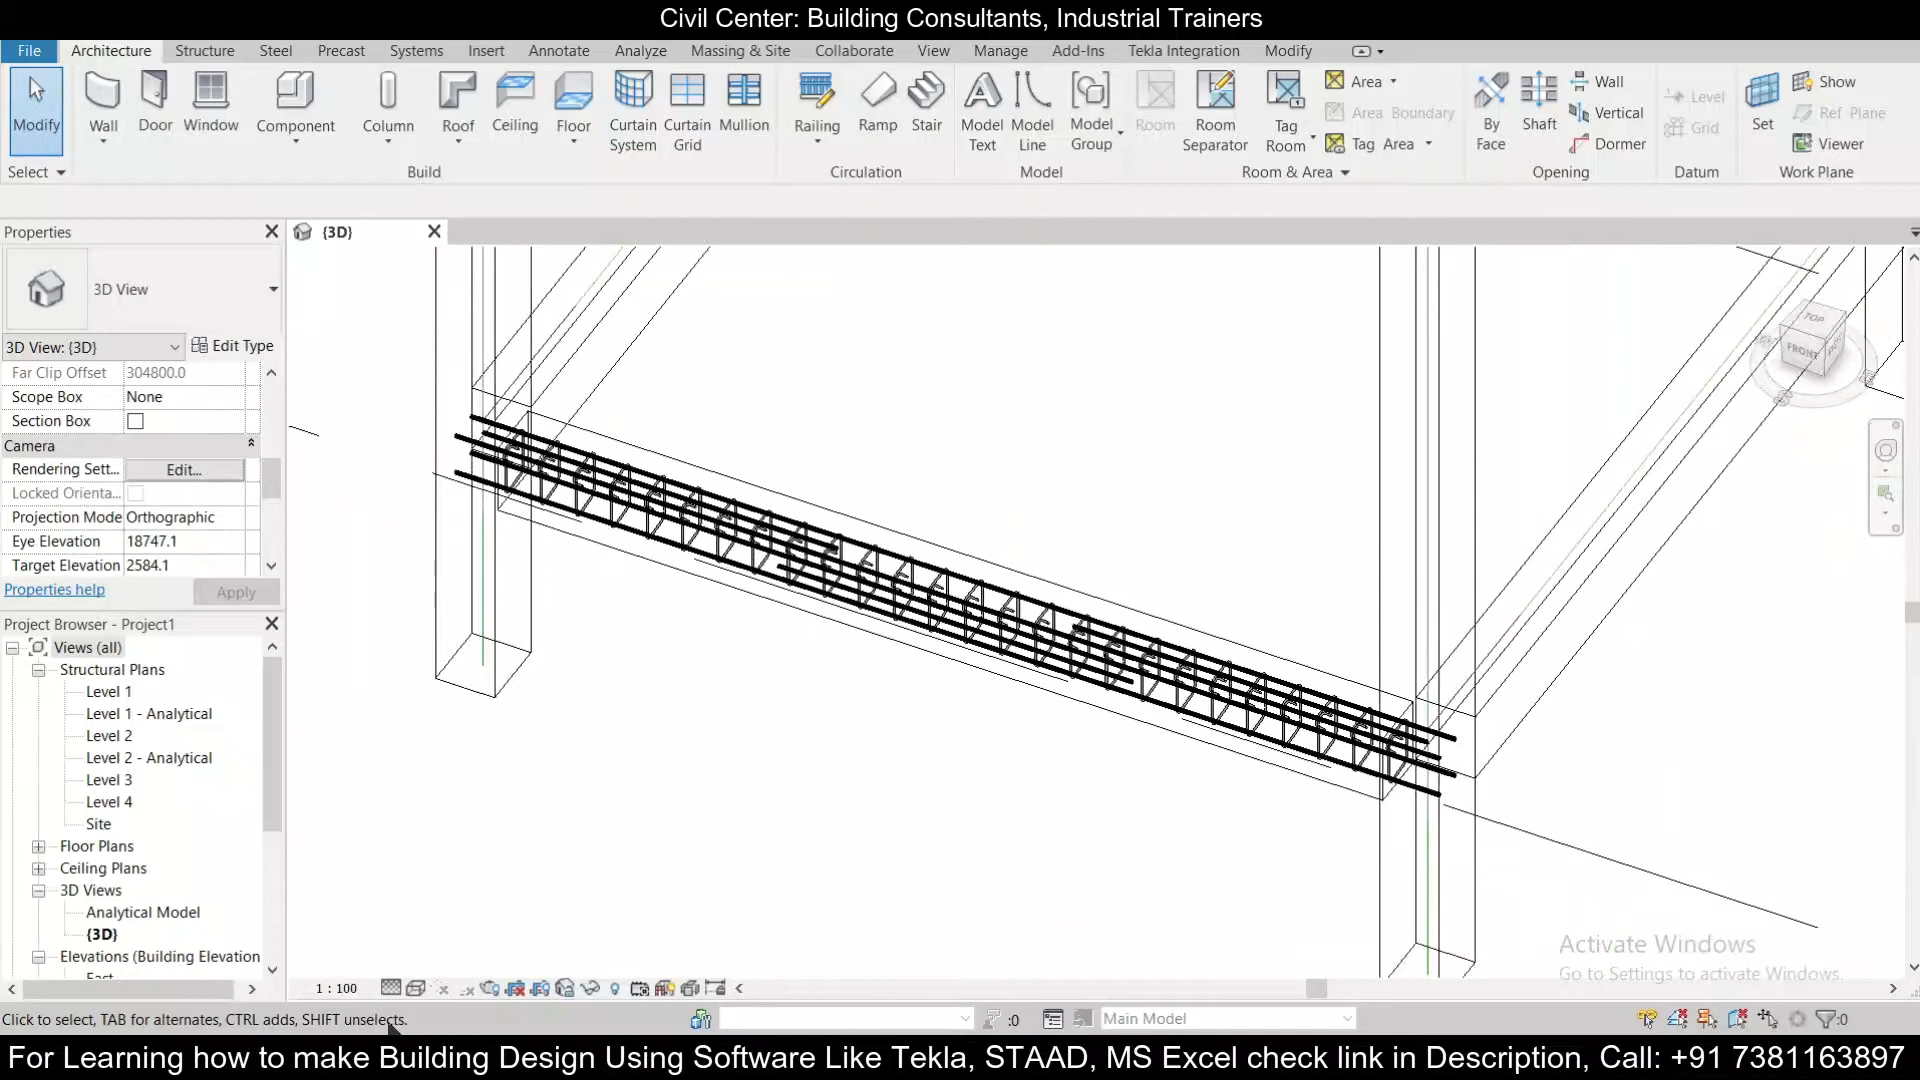 Civil Center: Building Consultants, Industrial Trainers
File Architecture Structure Steel Precast Systems Insert Annotate Analyze Massing & Site Collaborate View Manage Add-Ins Tekla Integration Modify
Modify
Wall
Door
Window
Component
Column
Roof
Ceiling
Floor
Curtain System
Curtain Grid
Mullion
Railing
Ramp
Stair
Model Text
Model Line
Model Group
Room
Room Separator
Tag Room
Area
Area Boundary
Tag Area
By Face
Shaft
Wall
Vertical
Dormer
Level
Grid
Set
Show
Ref Plane
Viewer
Select Build Circulation Model Room & Area Opening Datum Work Plane
Properties
{3D}
3D View
3D View: {3D} Edit Type
Far Clip Offset 304800.0
Scope Box None
Section Box
Camera
Rendering Sett... Edit...
Locked Orienta...
Projection Mode Orthographic
Eye Elevation 18747.1
Target Elevation 2584.1
Properties help Apply
Project Browser - Project1
Views (all)
Structural Plans
Level 1
Level 1 - Analytical
Level 2
Level 2 - Analytical
Level 3
Level 4
Site
Floor Plans
Ceiling Plans
3D Views
Analytical Model
{3D}
Elevations (Building Elevation
TOP
FRONT
Activate Windows
Go to Settings to activate Windows.
1 : 100
Click to select, TAB for alternates, CTRL adds, SHIFT unselects.
:0
Main Model
:0
For Learning how to make Building Design Using Software Like Tekla, STAAD, MS Excel check link in Description, Call: +91 7381163897